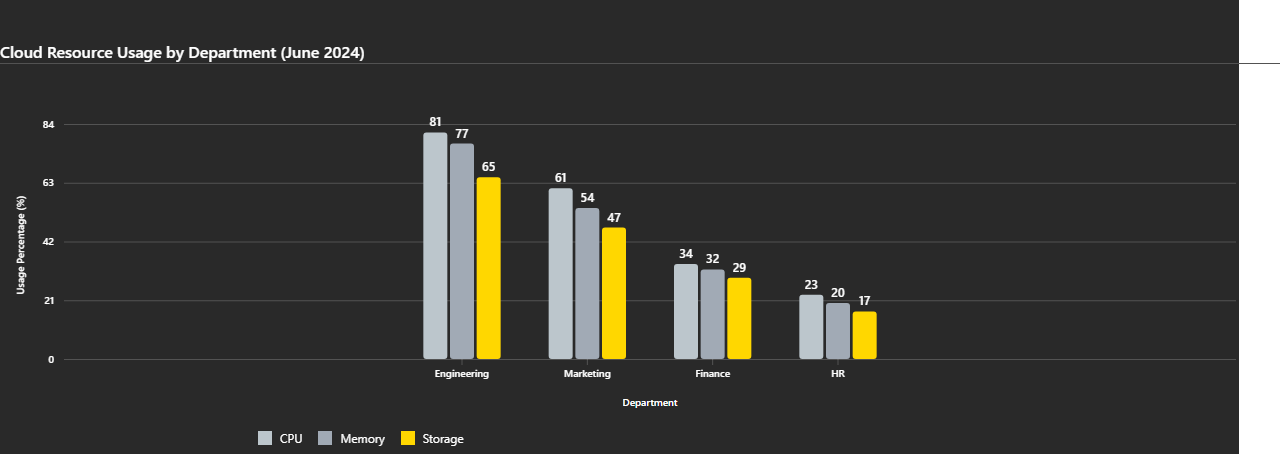 Cloud Resource Usage by Department (June 2024)
84
63
42
21
0
Usage Percentage (%)
81
77
65
61
54
47
34
32
29
23
20
17
Engineering
Marketing
Finance
HR
Department
CPU
Memory
Storage